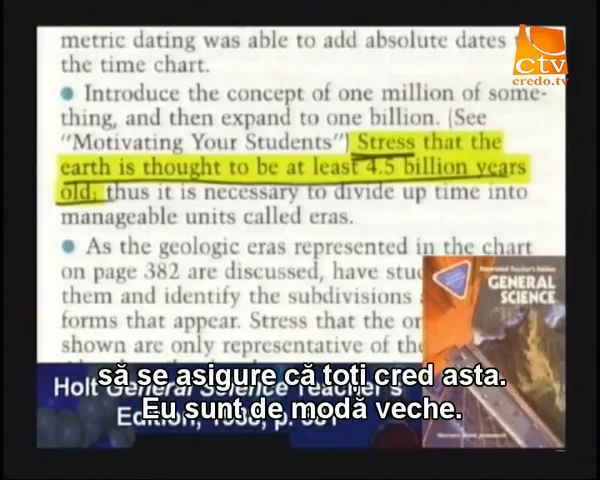 metric dating was able to add absolute dates
the time chart.
• Introduce the concept of one million of some-
thing, and then expand to one billion. (See
"Motivating Your Students") Stress that the
earth is thought to be at least 4.5 billion years
old; thus it is necessary to divide up time into
manageable units called eras.
• As the geologic eras represented in the chart
on page 382 are discussed, have
them and identify the subdivisions
forms that appear. Stress that the
shown are only representative of the
ctv
credo.tv
Annotated Teacher's Edition
GENERAL
SCIENCE
Holt General Science Teacher's
Edition,
să se asigure că toţi cred asta.
Eu sunt de modă veche.